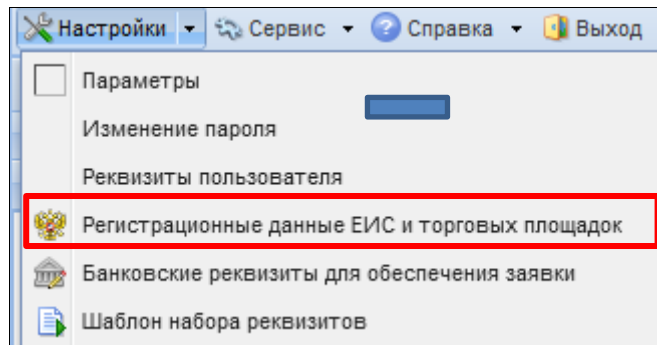 Настройки Сервис Справка Выход
Параметры
Изменение пароля
Реквизиты пользователя
Регистрационные данные ЕИС и торговых площадок
Банковские реквизиты для обеспечения заявки
Шаблон набора реквизитов